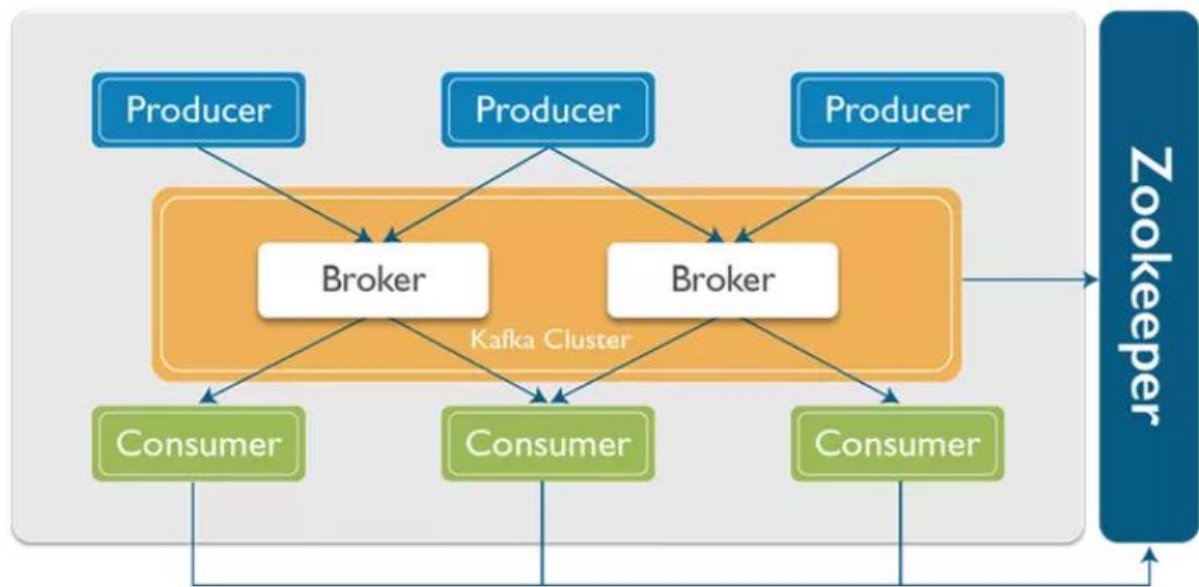 Producer
Producer
Producer
Broker
Broker
Kafka Cluster
Consumer
Consumer
Consumer
Zookeeper